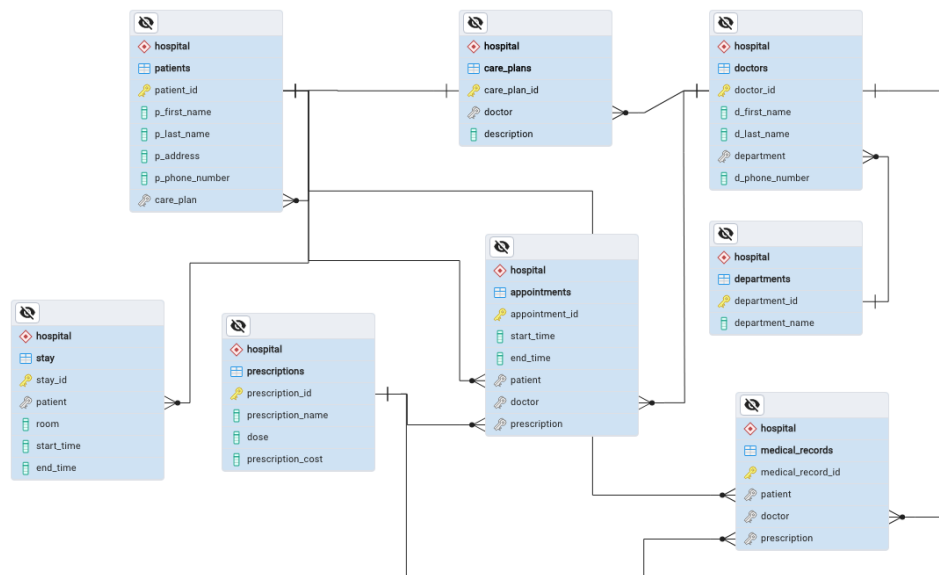 hospital
patients
patient_id
p_first_name
p_last_name
p_address
p_phone_number
care_plan
hospital
care_plans
care_plan_id
doctor
description
hospital
doctors
doctor_id
d_first_name
d_last_name
department
d_phone_number
hospital
departments
department_id
department_name
hospital
appointments
appointment_id
start_time
end_time
patient
doctor
prescription
hospital
stay
stay_id
patient
room
start_time
end_time
hospital
prescriptions
prescription_id
prescription_name
dose
prescription_cost
hospital
medical_records
medical_record_id
patient
doctor
prescription